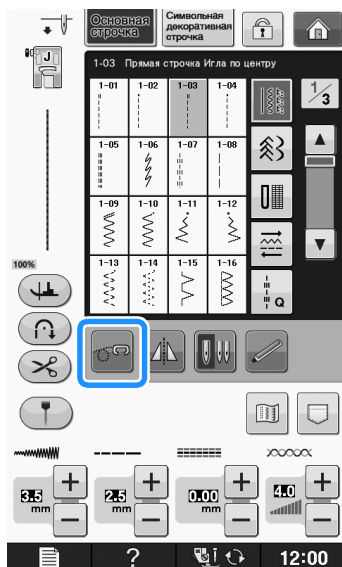 Основная строчка
Символьная декоративная строчка
J
1-03 Прямая строчка Игла по центру
1/3
1-01 1-02 1-03 1-04
1-05 1-06 1-07 1-08
1-09 1-10 1-11 1-12
1-13 1-14 1-15 1-16
Q
100%
3.5 mm
2.5 mm
0.00 mm
4.0
?
12:00